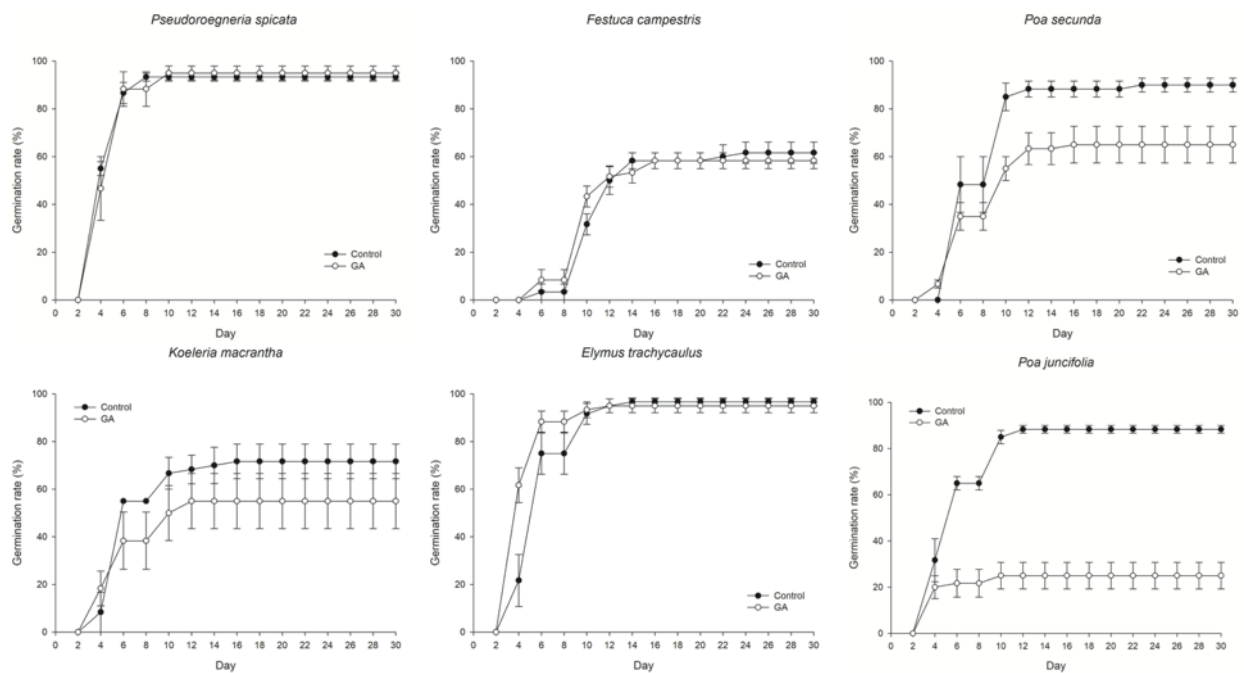 Pseudoroegneria spicata
Germination rate (%)
100
80
60
40
20
0
Control
GA
0 2 4 6 8 10 12 14 16 18 20 22 24 26 28 30
Day
Festuca campestris
Germination rate (%)
100
80
60
40
20
0
Control
GA
0 2 4 6 8 10 12 14 16 18 20 22 24 26 28 30
Day
Poa secunda
Germination rate (%)
100
80
60
40
20
0
Control
GA
0 2 4 6 8 10 12 14 16 18 20 22 24 26 28 30
Day
Koeleria macrantha
Germination rate (%)
100
80
60
40
20
0
Control
GA
0 2 4 6 8 10 12 14 16 18 20 22 24 26 28 30
Day
Elymus trachycaulus
Germination rate (%)
100
80
60
40
20
0
Control
GA
0 2 4 6 8 10 12 14 16 18 20 22 24 26 28 30
Day
Poa juncifolia
Germination rate (%)
100
80
60
40
20
0
Control
GA
0 2 4 6 8 10 12 14 16 18 20 22 24 26 28 30
Day